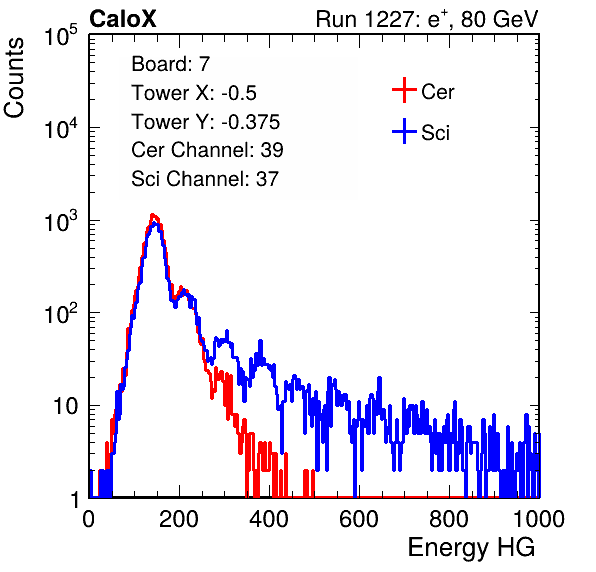 CaloX Run 1227: e⁺, 80 GeV
Counts
10⁵
Board: 7
Tower X: -0.5
Tower Y: -0.375
Cer Channel: 39
Sci Channel: 37
Cer
Sci
10⁴
10³
10²
10
1
0 200 400 600 800 1000
Energy HG